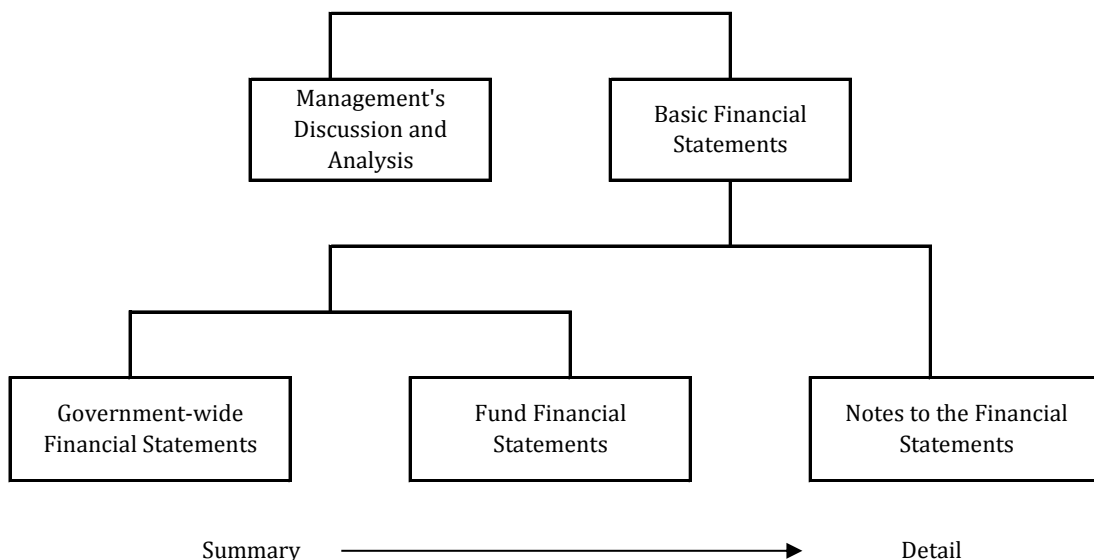 Management's
Discussion and
Analysis
Basic Financial
Statements
Government-wide
Financial Statements
Fund Financial
Statements
Notes to the Financial
Statements
Summary
Detail